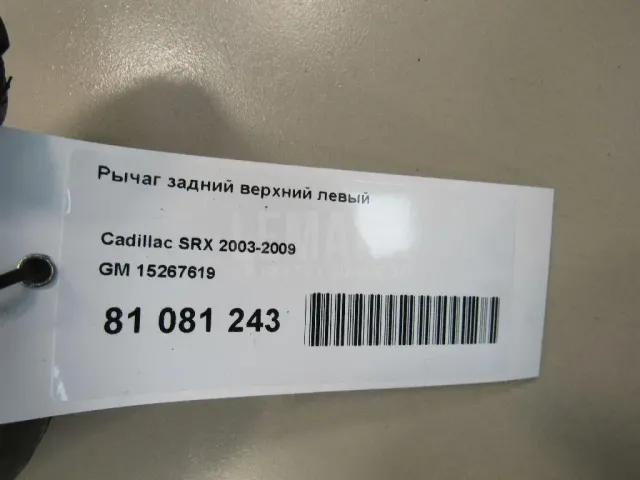 Рычаг задний верхний левый
Cadillac SRX 2003-2009
GM 15267619
81 081 243